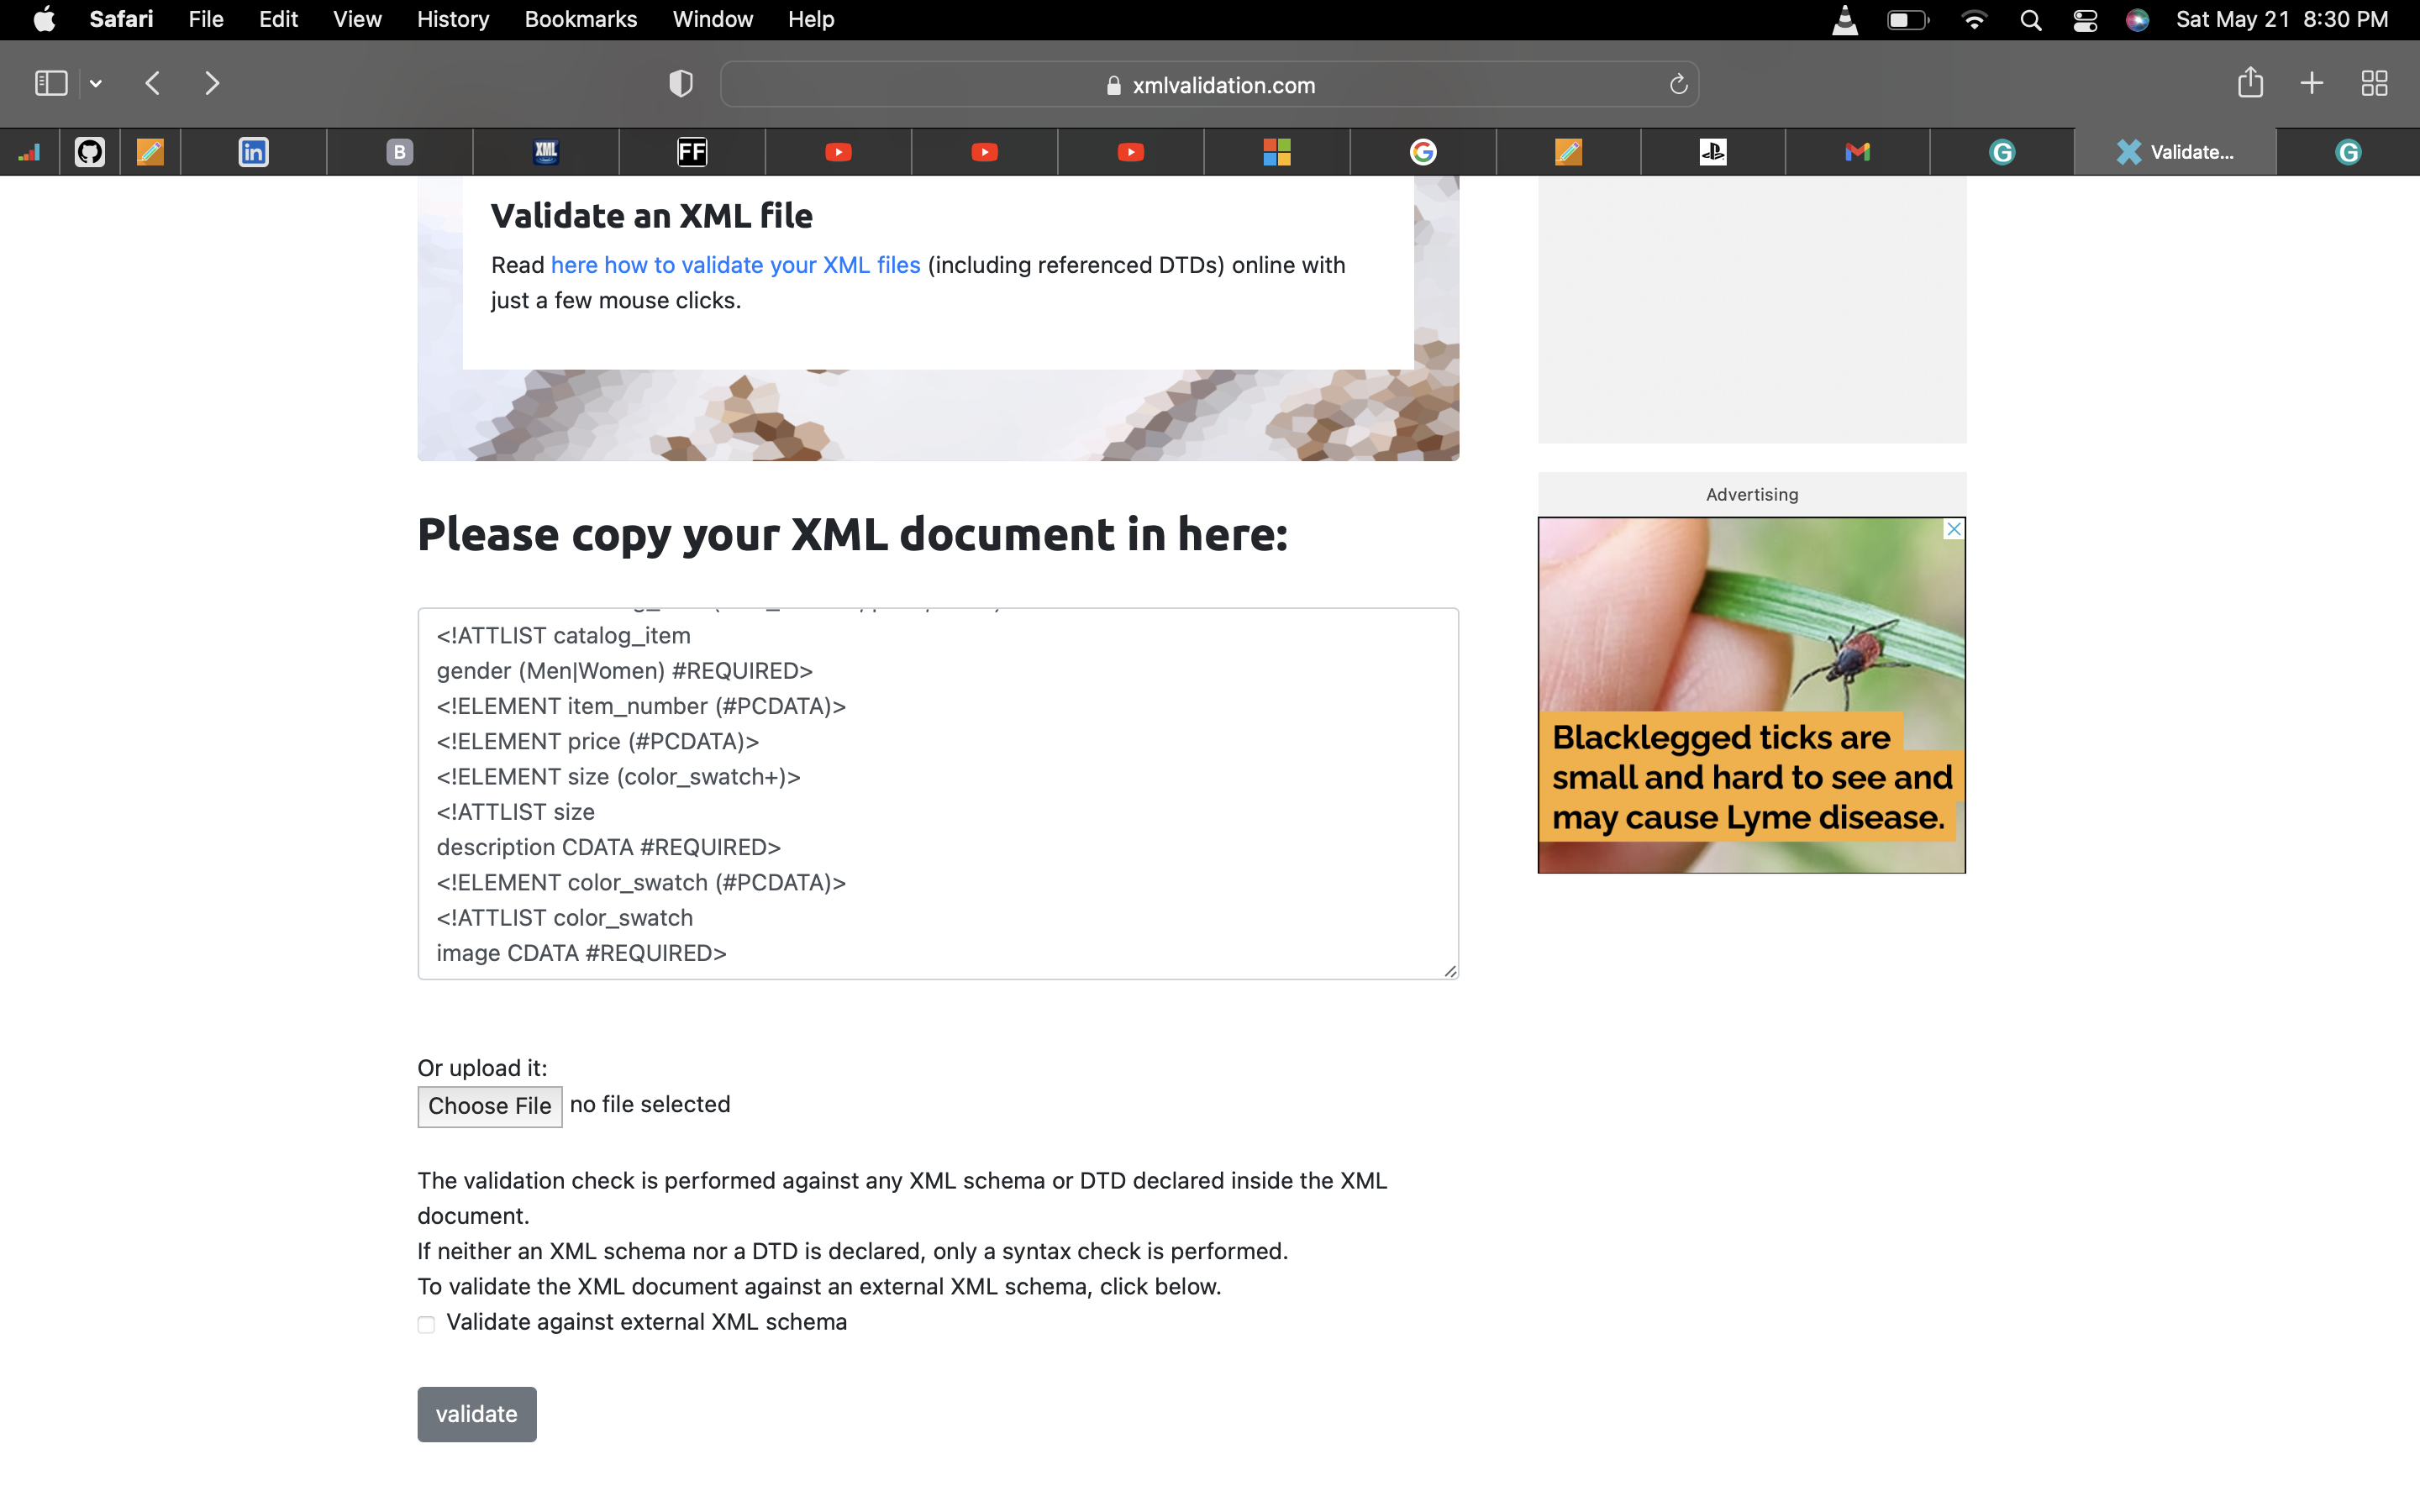 Safari File Edit View History Bookmarks Window Help Sat May 21 8:30 PM
xmlvalidation.com
in B XML FF G G Validate... G
Validate an XML file
Read here how to validate your XML files (including referenced DTDs) online with
just a few mouse clicks.
Please copy your XML document in here:
<!ATTLIST catalog_item
gender (Men|Women) #REQUIRED>
<!ELEMENT item_number (#PCDATA)>
<!ELEMENT price (#PCDATA)>
<!ELEMENT size (color_swatch+)>
<!ATTLIST size
description CDATA #REQUIRED>
<!ELEMENT color_swatch (#PCDATA)>
<!ATTLIST color_swatch
image CDATA #REQUIRED>
Or upload it:
Choose File no file selected
The validation check is performed against any XML schema or DTD declared inside the XML
document.
If neither an XML schema nor a DTD is declared, only a syntax check is performed.
To validate the XML document against an external XML schema, click below.
Validate against external XML schema
validate
Advertising
Blacklegged ticks are
small and hard to see and
may cause Lyme disease.